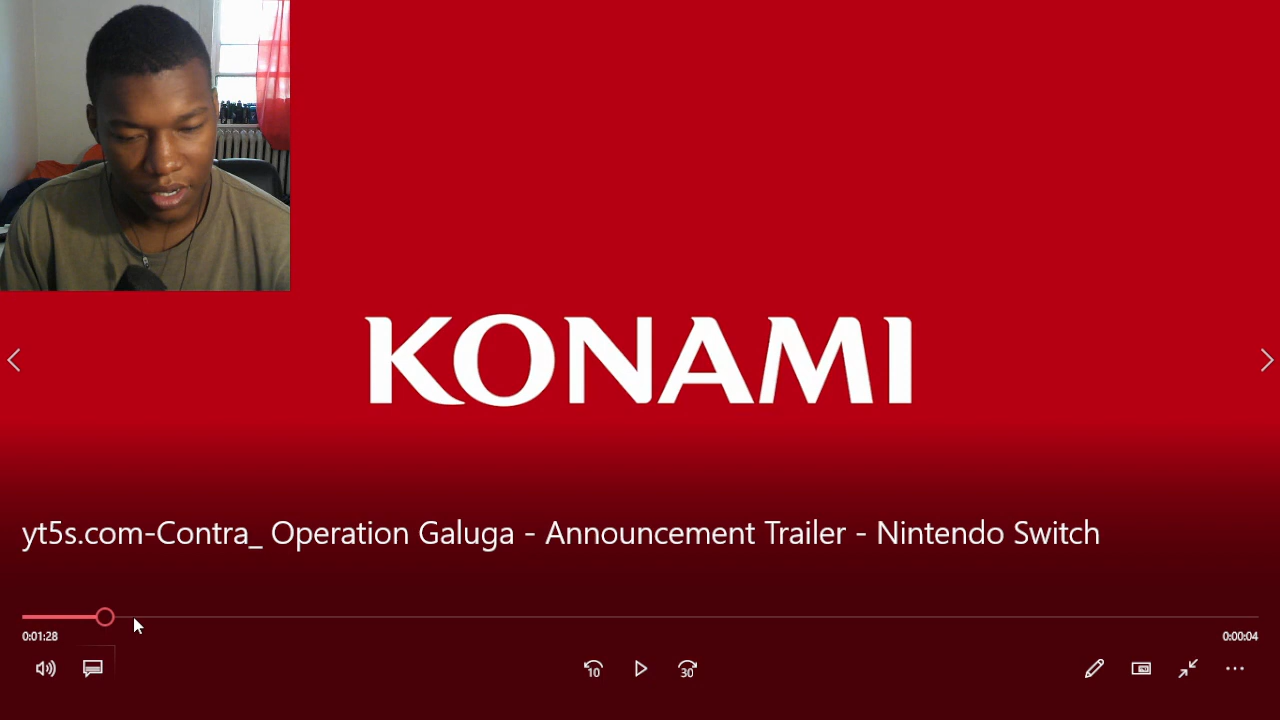 KONAMI
yt5s.com-Contra_ Operation Galuga - Announcement Trailer - Nintendo Switch
0:01:28
0:00:04
10
30